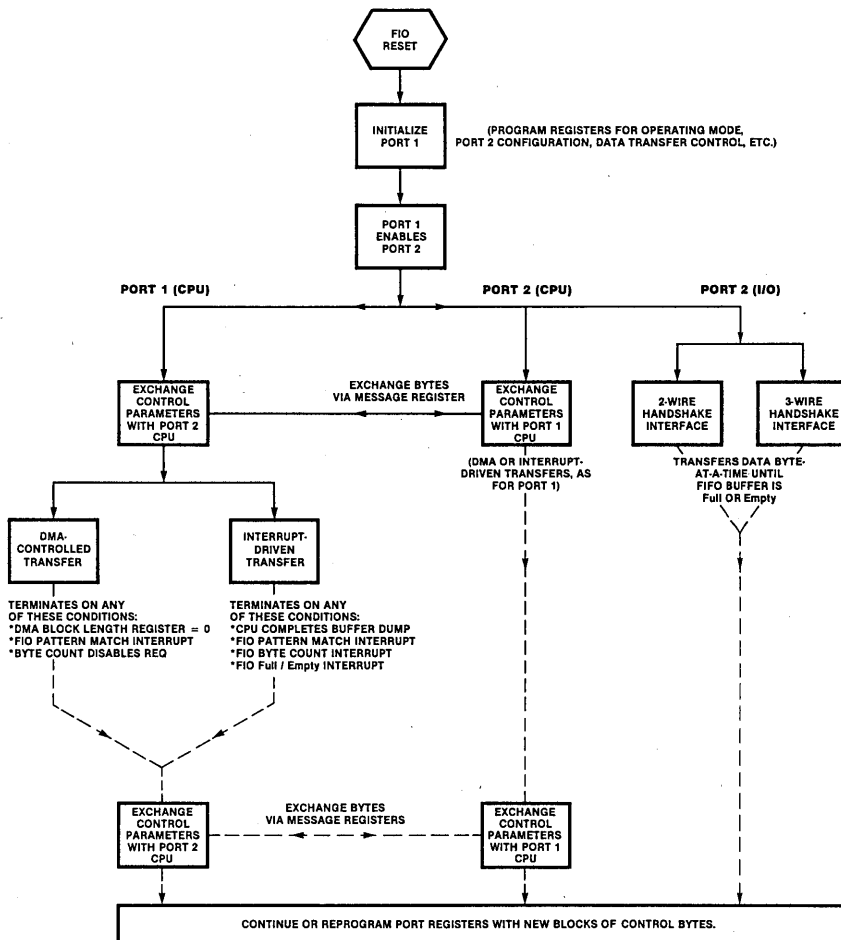 FIO
RESET
INITIALIZE
PORT 1
(PROGRAM REGISTERS FOR OPERATING MODE,
PORT 2 CONFIGURATION, DATA TRANSFER CONTROL, ETC.)
PORT 1
ENABLES
PORT 2
PORT 1 (CPU)
PORT 2 (CPU)
PORT 2 (I/O)
EXCHANGE
CONTROL
PARAMETERS
WITH PORT 2
CPU
EXCHANGE BYTES
VIA MESSAGE REGISTER
EXCHANGE
CONTROL
PARAMETERS
WITH PORT 1
CPU
2-WIRE
HANDSHAKE
INTERFACE
3-WIRE
HANDSHAKE
INTERFACE
(DMA OR INTERRUPT-
DRIVEN TRANSFERS, AS
FOR PORT 1)
TRANSFERS DATA BYTE-
AT-A-TIME UNTIL
FIFO BUFFER IS
Full OR Empty
DMA-
CONTROLLED
TRANSFER
INTERRUPT-
DRIVEN
TRANSFER
TERMINATES ON ANY
OF THESE CONDITIONS:
*DMA BLOCK LENGTH REGISTER = 0
*FIO PATTERN MATCH INTERRUPT
*BYTE COUNT DISABLES REQ
TERMINATES ON ANY
OF THESE CONDITIONS:
*CPU COMPLETES BUFFER DUMP
*FIO PATTERN MATCH INTERRUPT
*FIO BYTE COUNT INTERRUPT
*FIO Full / Empty INTERRUPT
EXCHANGE
CONTROL
PARAMETERS
WITH PORT 2
CPU
EXCHANGE BYTES
VIA MESSAGE REGISTERS
EXCHANGE
CONTROL
PARAMETERS
WITH PORT 1
CPU
CONTINUE OR REPROGRAM PORT REGISTERS WITH NEW BLOCKS OF CONTROL BYTES.